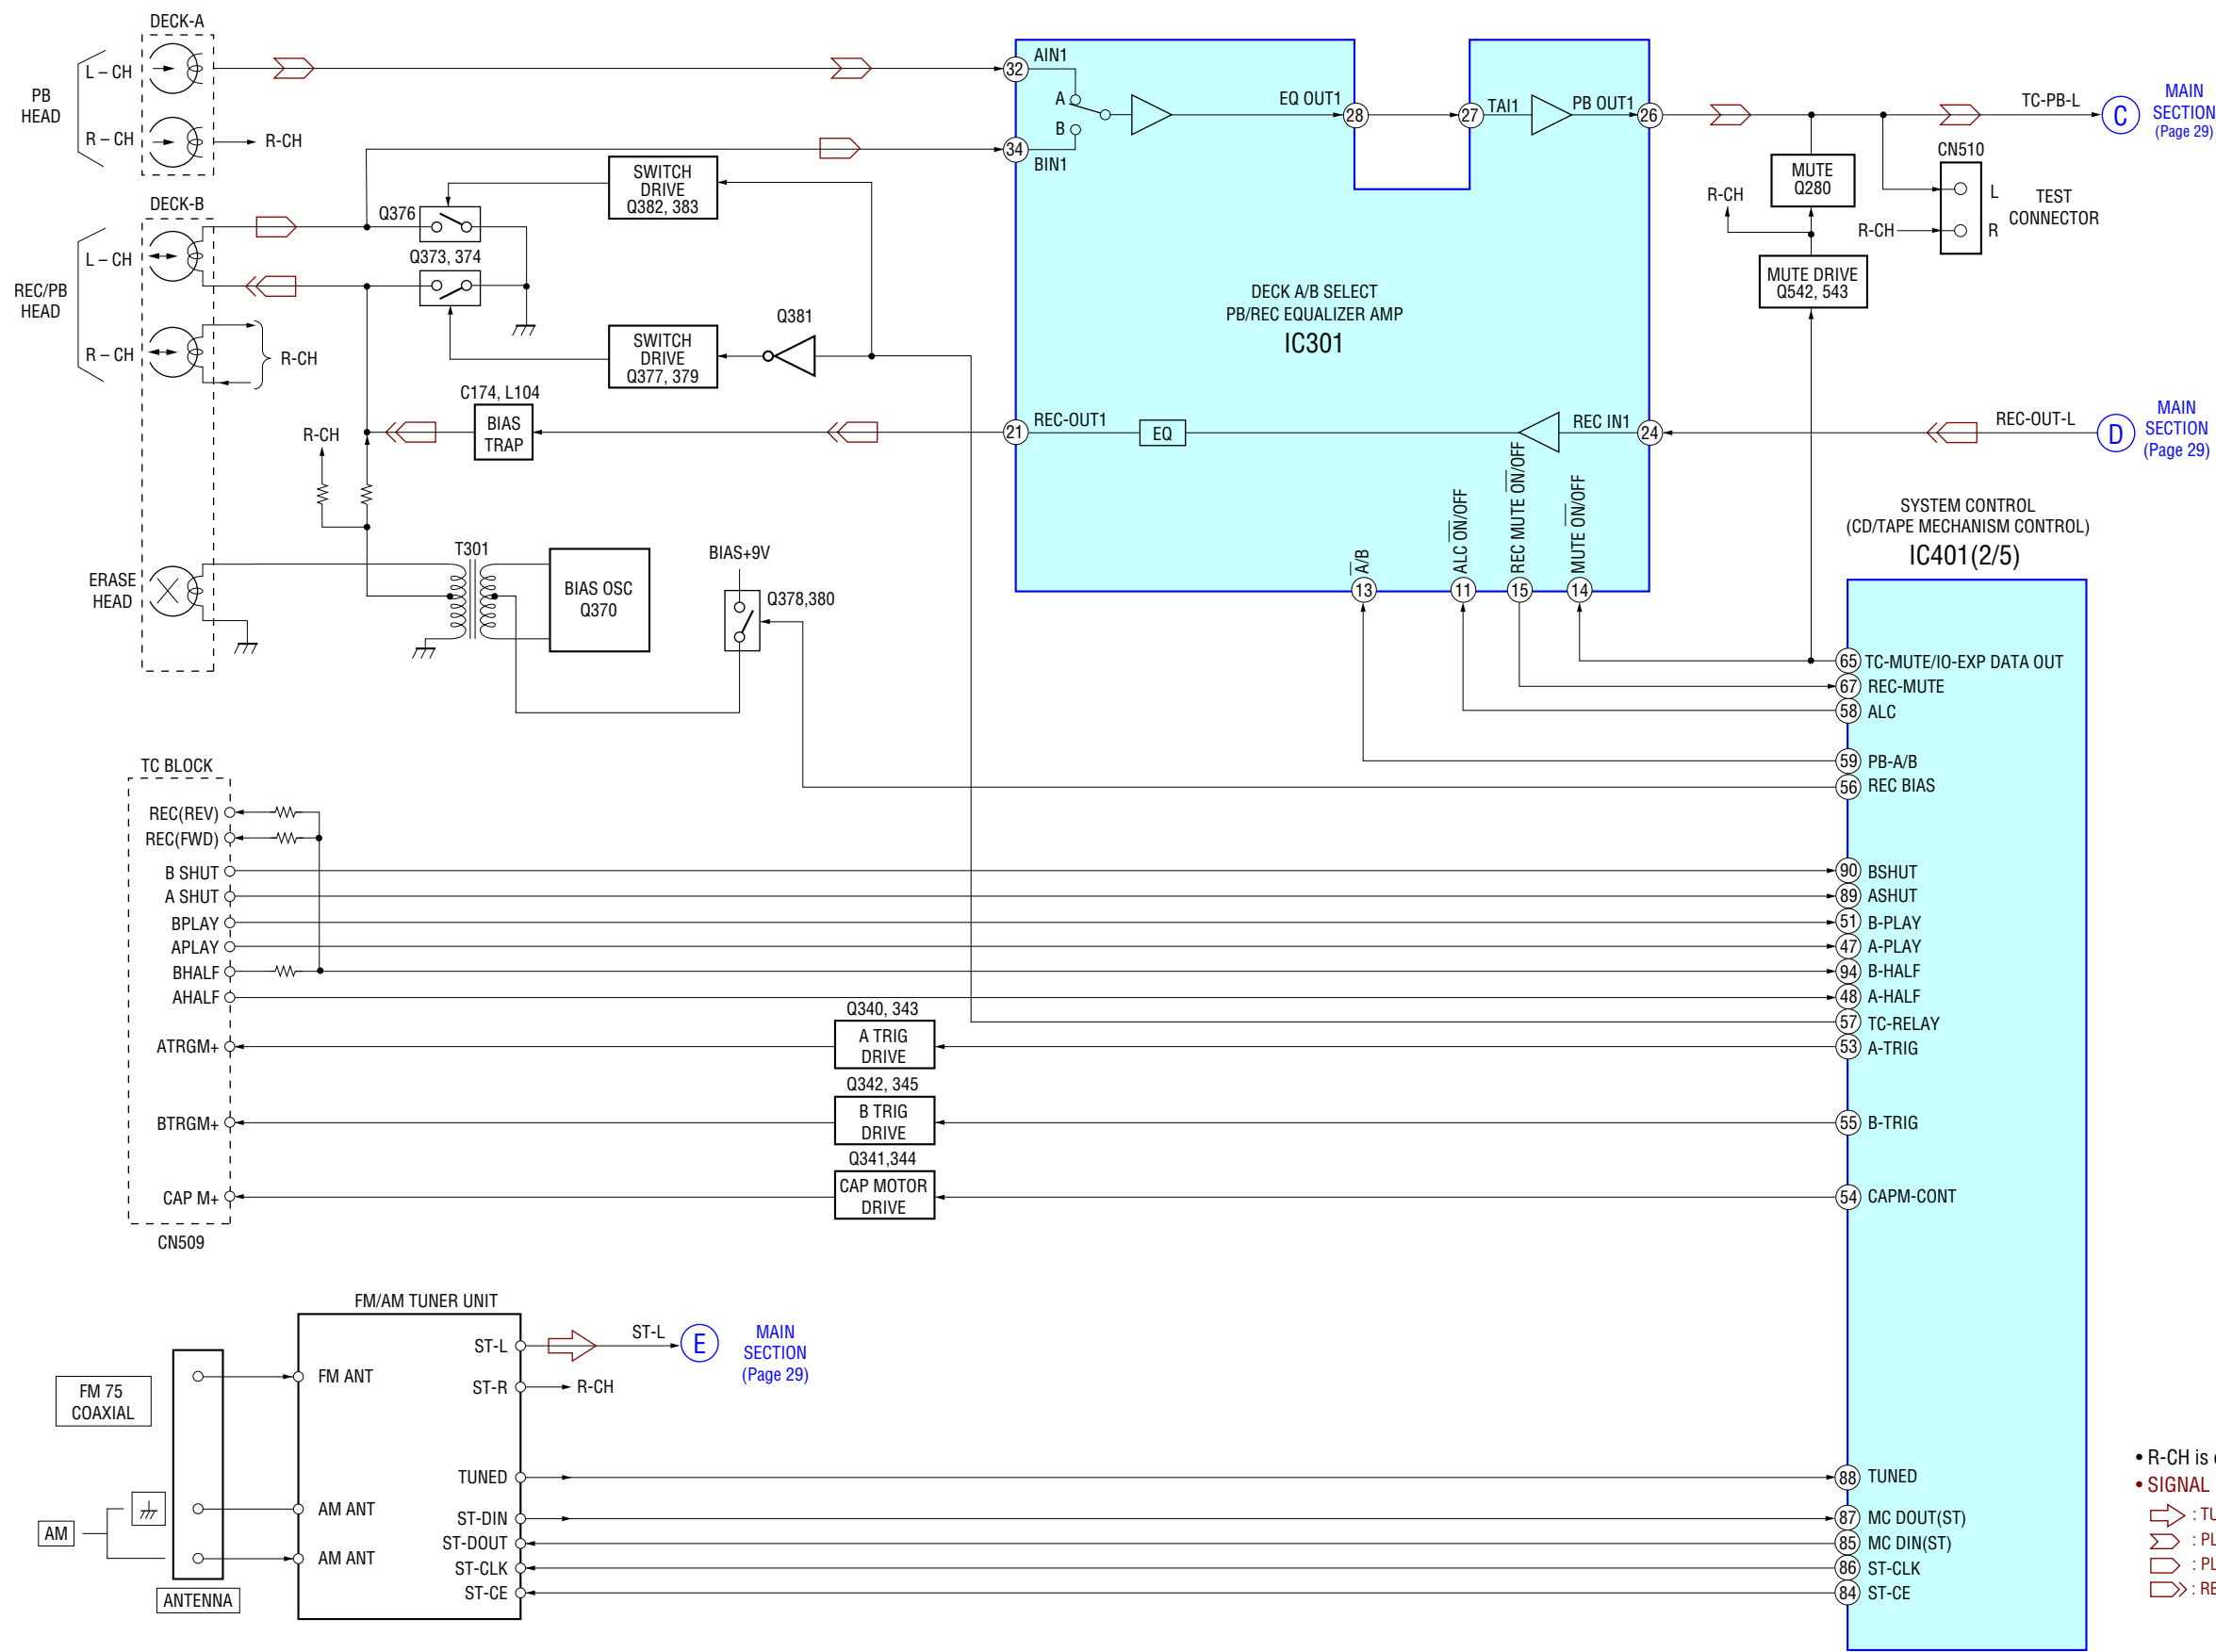 DECK-A
PB
HEAD
L – CH
R – CH
R-CH
DECK-B
REC/PB
HEAD
L – CH
R – CH
R-CH
ERASE
HEAD
Q376
Q373, 374
SWITCH
DRIVE
Q382, 383
SWITCH
DRIVE
Q377, 379
Q381
C174, L104
BIAS
TRAP
R-CH
T301
BIAS OSC
Q370
BIAS+9V
Q378,380
32
AIN1
A
B
34
BIN1
EQ OUT1
28
27
TAI1
PB OUT1
26
DECK A/B SELECT
PB/REC EQUALIZER AMP
IC301
21
REC-OUT1
EQ
REC IN1
24
A/B
ALC ON/OFF
REC MUTE ON/OFF
MUTE ON/OFF
13
11
15
14
TC-PB-L
C
MAIN
SECTION
(Page 29)
MUTE
Q280
R-CH
MUTE DRIVE
Q542, 543
CN510
L
R
R-CH
TEST
CONNECTOR
REC-OUT-L
D
MAIN
SECTION
(Page 29)
SYSTEM CONTROL
(CD/TAPE MECHANISM CONTROL)
IC401(2/5)
65 TC-MUTE/IO-EXP DATA OUT
67 REC-MUTE
58 ALC
59 PB-A/B
56 REC BIAS
90 BSHUT
89 ASHUT
51 B-PLAY
47 A-PLAY
94 B-HALF
48 A-HALF
57 TC-RELAY
53 A-TRIG
55 B-TRIG
54 CAPM-CONT
88 TUNED
87 MC DOUT(ST)
85 MC DIN(ST)
86 ST-CLK
84 ST-CE
TC BLOCK
REC(REV)
REC(FWD)
B SHUT
A SHUT
BPLAY
APLAY
BHALF
AHALF
ATRGM+
BTRGM+
CAP M+
CN509
Q340, 343
A TRIG
DRIVE
Q342, 345
B TRIG
DRIVE
Q341,344
CAP MOTOR
DRIVE
FM/AM TUNER UNIT
FM 75
COAXIAL
AM
ANTENNA
FM ANT
AM ANT
AM ANT
ST-L
ST-R
TUNED
ST-DIN
ST-DOUT
ST-CLK
ST-CE
ST-L
E
MAIN
SECTION
(Page 29)
R-CH
• R-CH is
• SIGNAL
: TU
: PL
: PL
: RE